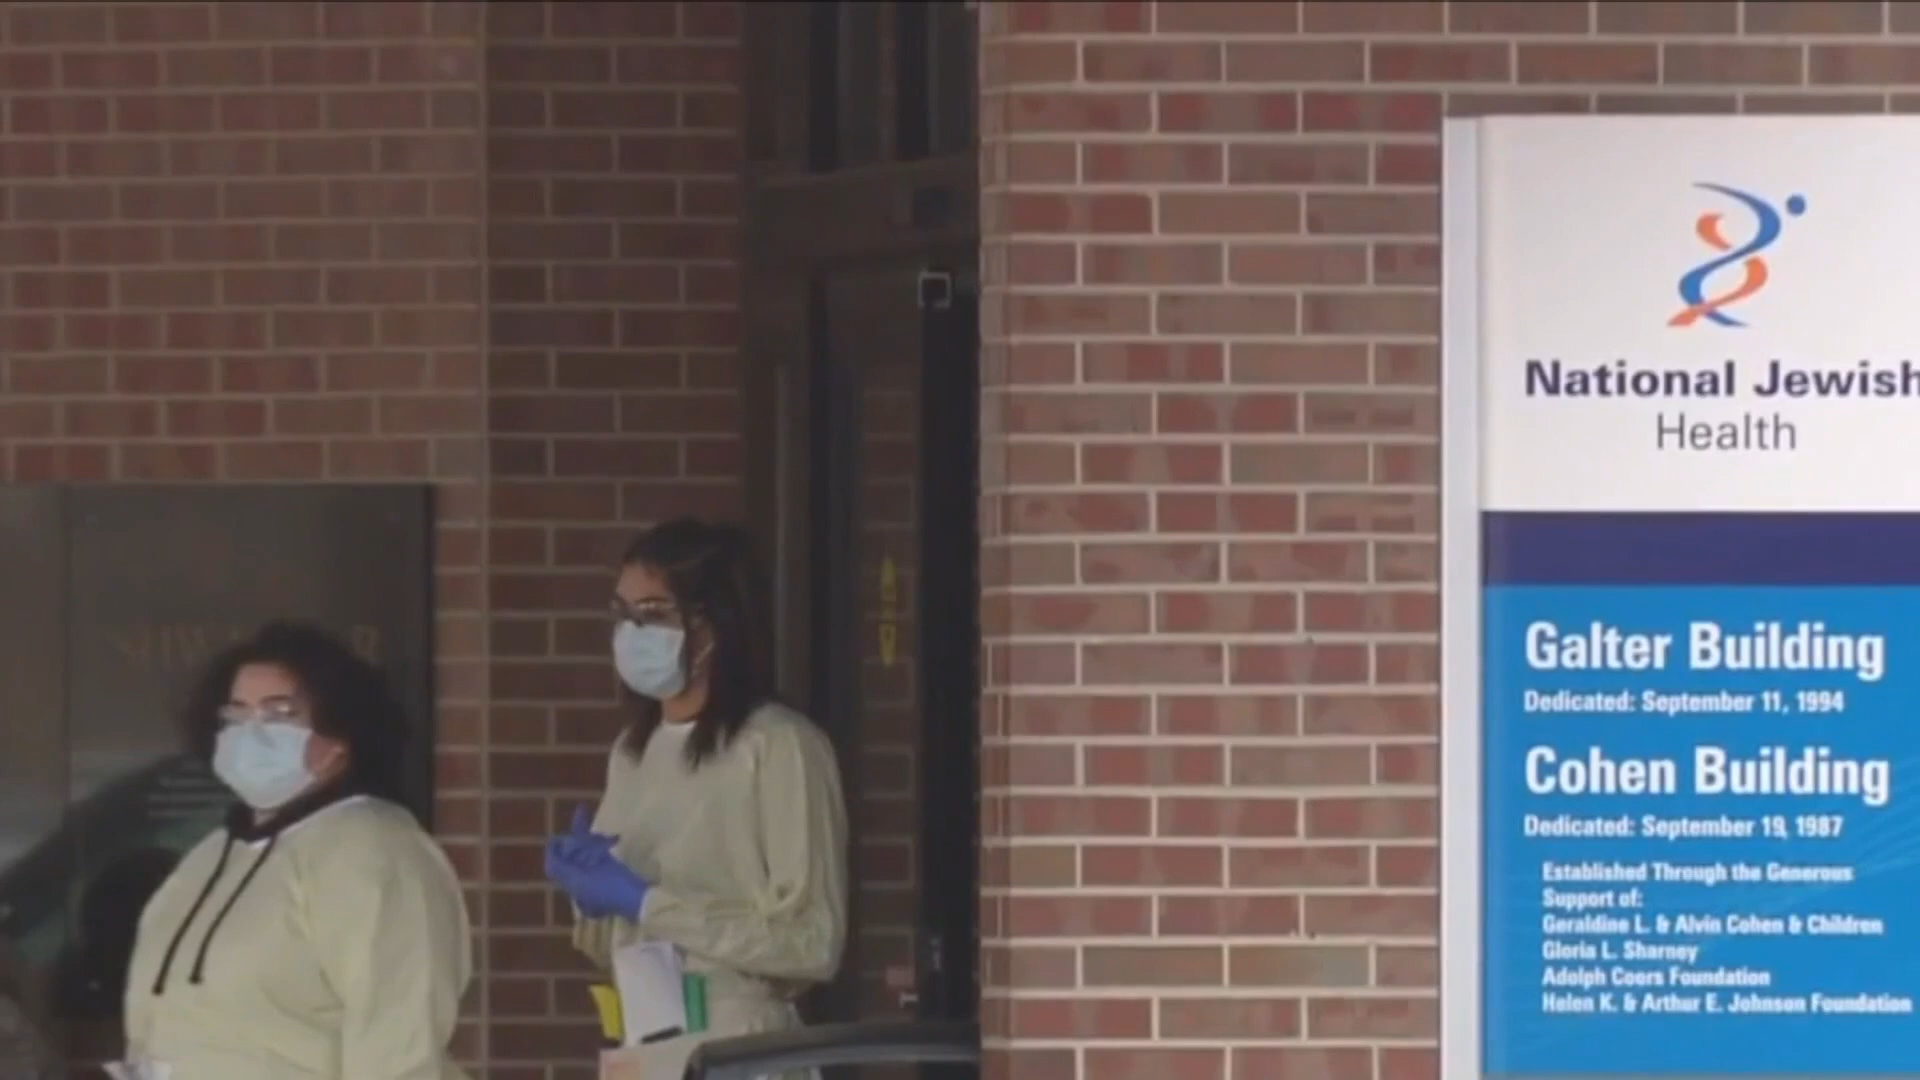 National Jewish
Health
Galter Building
Dedicated: September 11, 1994
Cohen Building
Dedicated: September 19, 1987
Established Through the Generous
Support of:
Geraldine L. & Alvin Cohen & Children
Gloria L. Sharney
Adolph Coors Foundation
Helen K. & Arthur E. Johnson Foundation